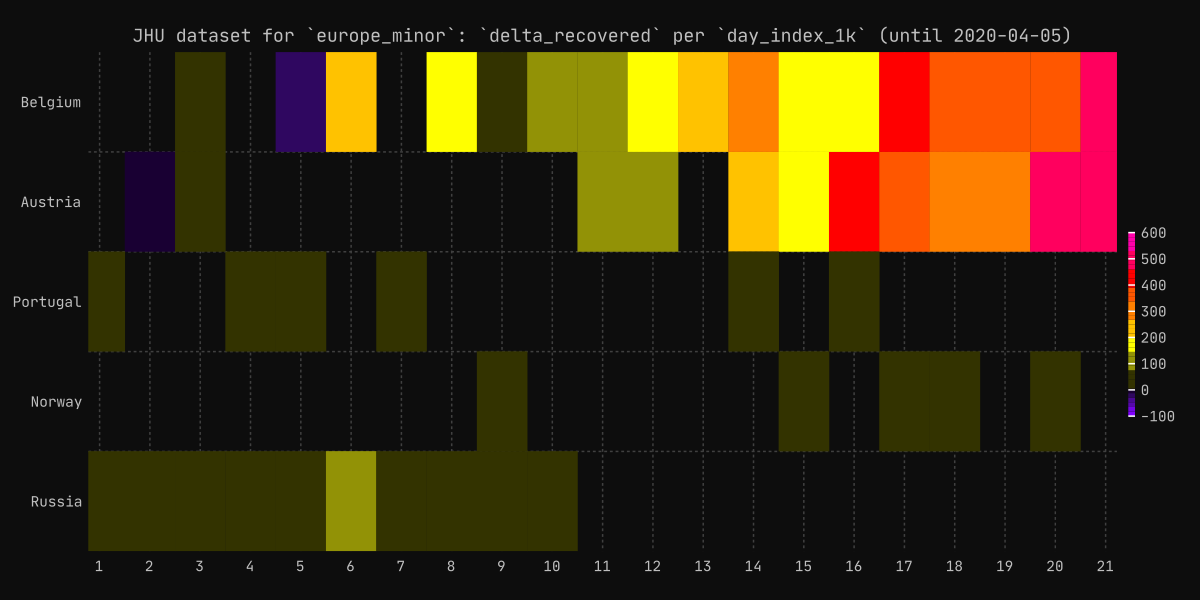 JHU dataset for `europe_minor`: `delta_recovered` per `day_index_1k` (until 2020-04-05)
Belgium
Austria
Portugal
Norway
Russia
600
500
400
300
200
100
0
−100
1 2 3 4 5 6 7 8 9 10 11 12 13 14 15 16 17 18 19 20 21